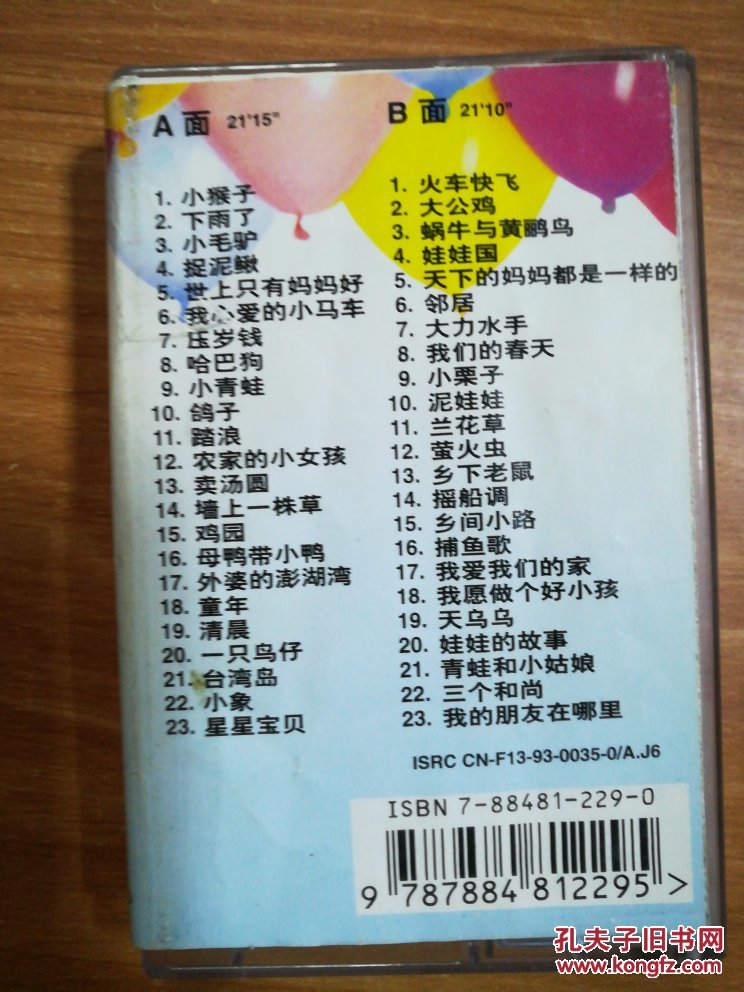 A 面 21'15"
1. 小猴子
2. 下雨了
3. 小毛驴
4. 捉泥鳅
5. 世上只有妈妈好
6. 我心爱的小马车
7. 压岁钱
8. 哈巴狗
9. 小青蛙
10. 鸽子
11. 踏浪
12. 农家的小女孩
13. 卖汤圆
14. 墙上一株草
15. 鸡园
16. 母鸭带小鸭
17. 外婆的澎湖湾
18. 童年
19. 清晨
20. 一只鸟仔
21. 台湾岛
22. 小象
23. 星星宝贝
B 面 21'10"
1. 火车快飞
2. 大公鸡
3. 蜗牛与黄鹂鸟
4. 娃娃国
5. 天下的妈妈都是一样的
6. 邻居
7. 大力水手
8. 我们的春天
9. 小栗子
10. 泥娃娃
11. 兰花草
12. 萤火虫
13. 乡下老鼠
14. 摇船调
15. 乡间小路
16. 捕鱼歌
17. 我爱我们的家
18. 我愿做个好小孩
19. 天乌乌
20. 娃娃的故事
21. 青蛙和小姑娘
22. 三个和尚
23. 我的朋友在哪里
ISRC CN-F13-93-0035-0/A.J6
ISBN 7-88481-229-0
9 787884 812295 >
孔夫子旧书网
www.kongfz.com